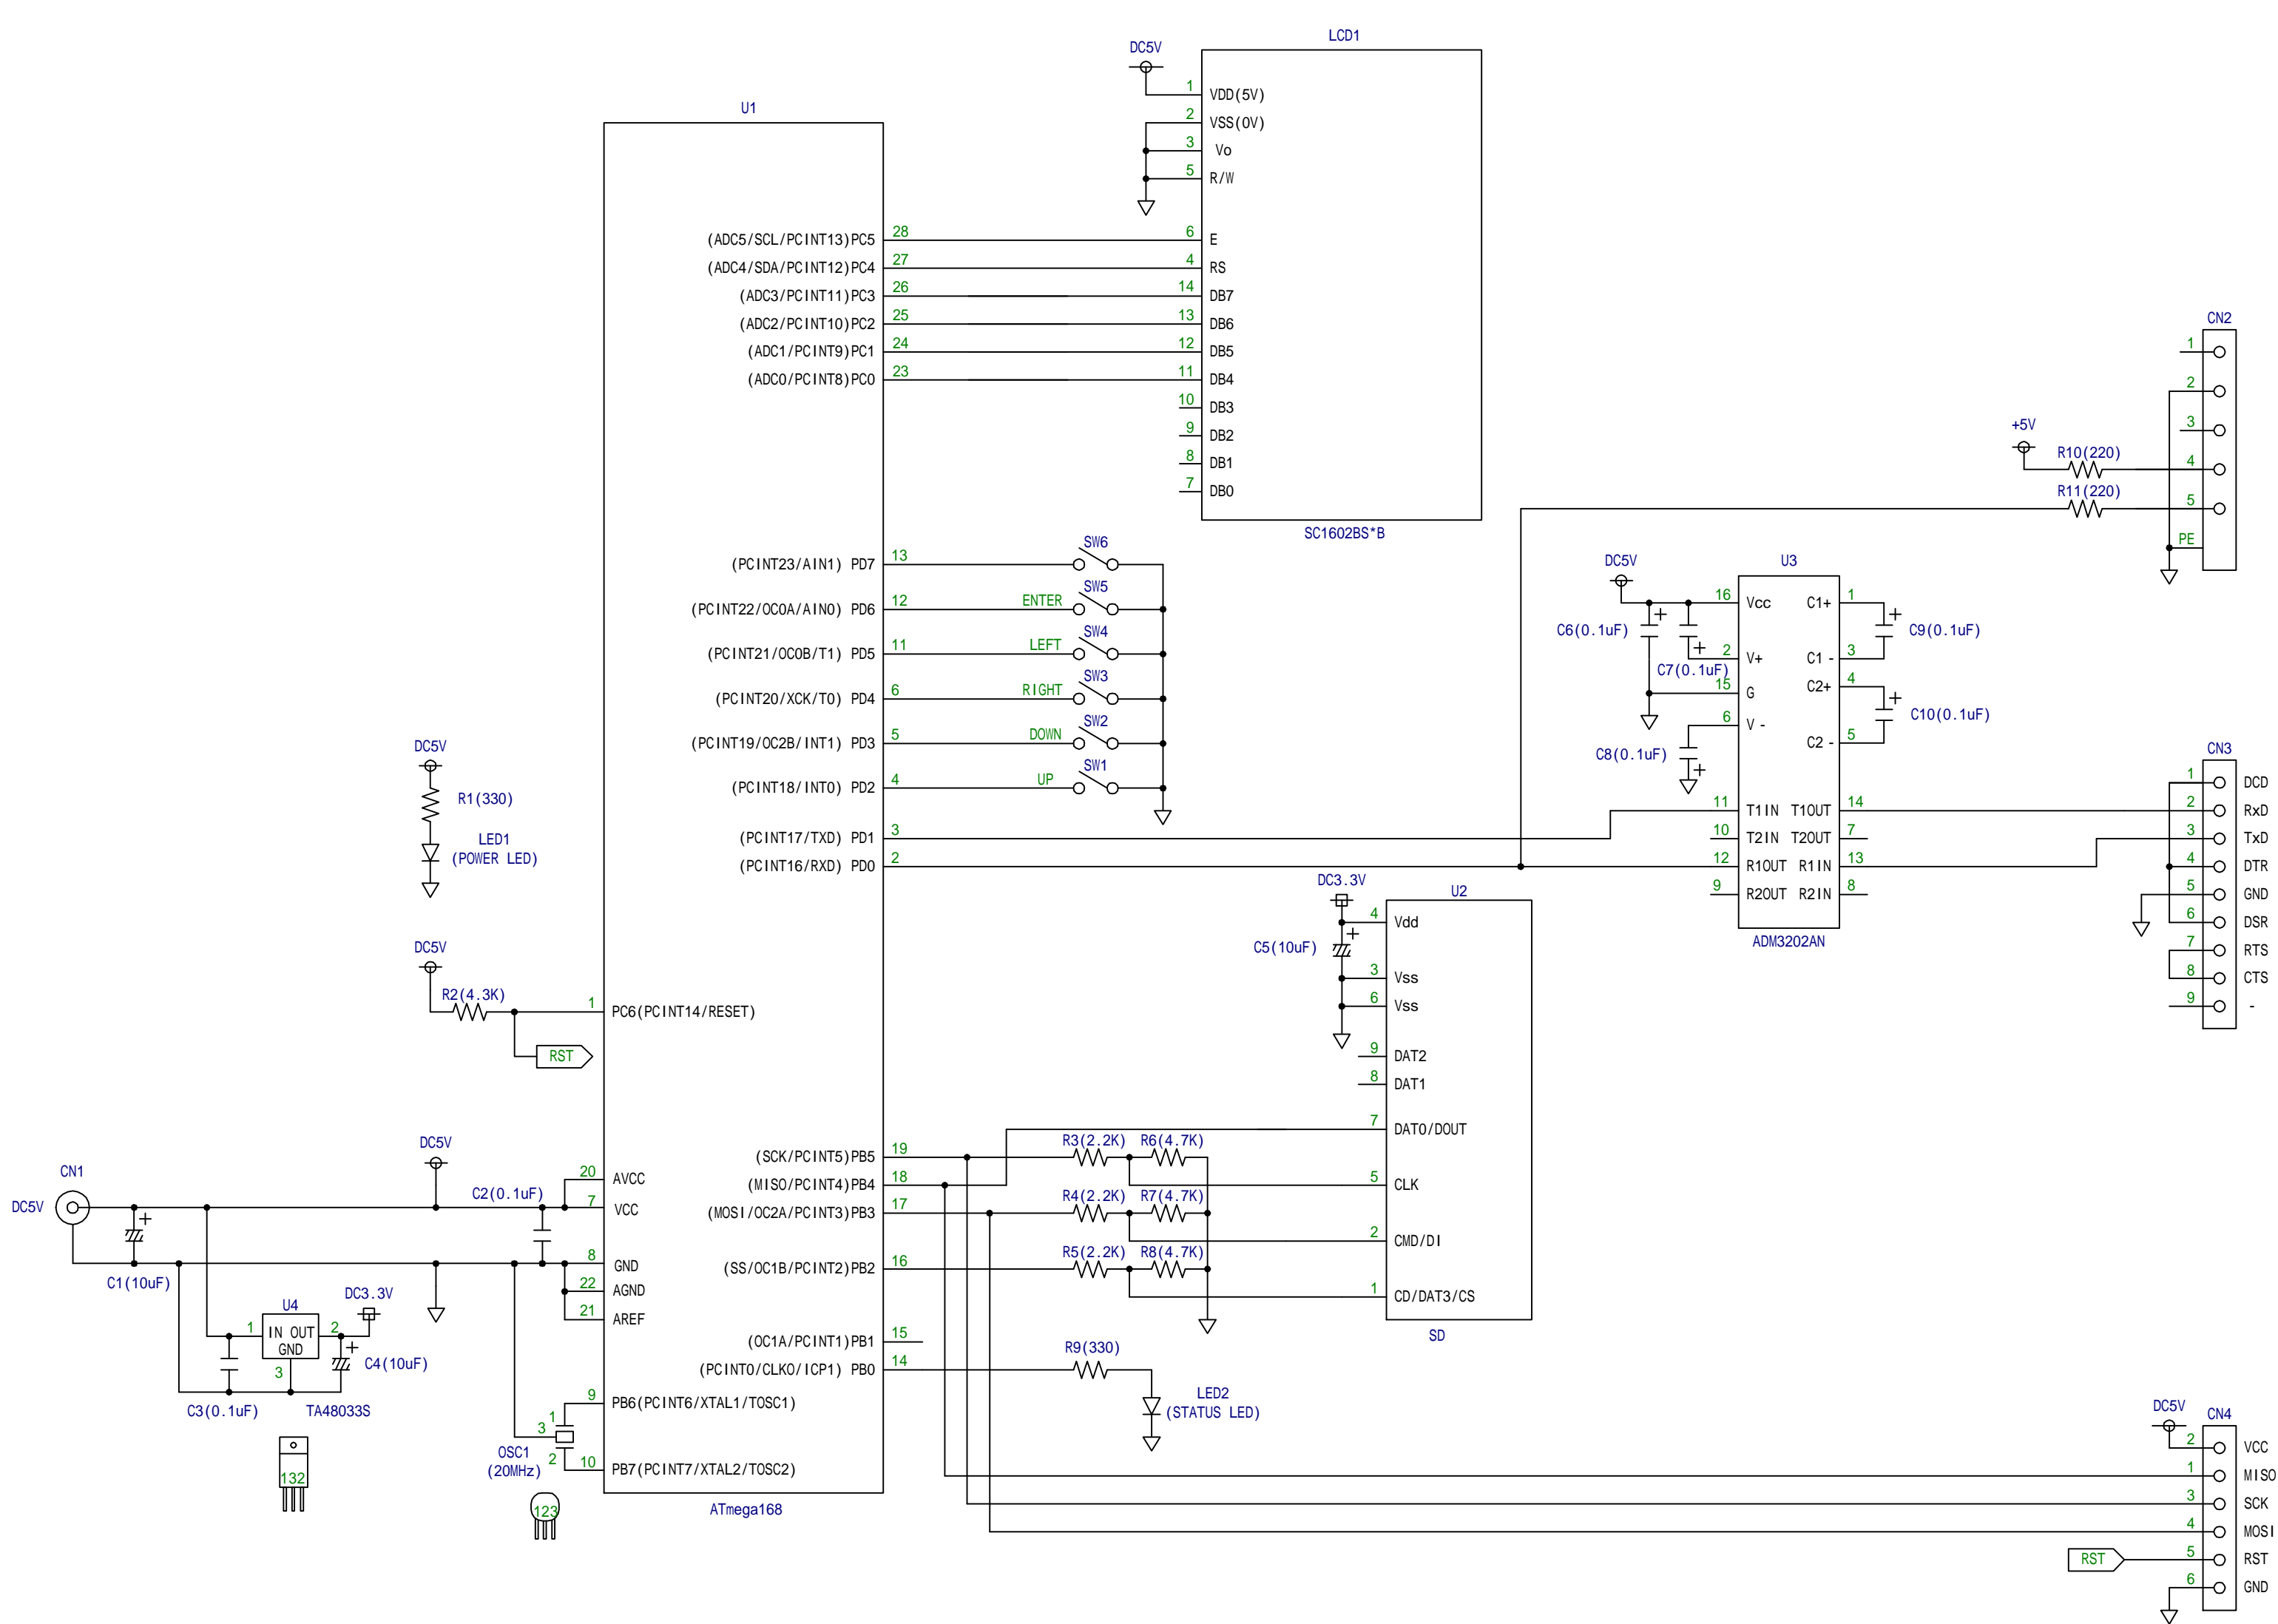 LCD1
DC5V
1 VDD(5V)
2 VSS(0V)
3 Vo
5 R/W
6 E
4 RS
14 DB7
13 DB6
12 DB5
11 DB4
10 DB3
9 DB2
8 DB1
7 DB0
SC1602BS*B
U1
(ADC5/SCL/PCINT13)PC5 28
(ADC4/SDA/PCINT12)PC4 27
(ADC3/PCINT11)PC3 26
(ADC2/PCINT10)PC2 25
(ADC1/PCINT9)PC1 24
(ADC0/PCINT8)PC0 23
(PCINT23/AIN1) PD7 13
SW6
(PCINT22/OC0A/AIN0) PD6 12 ENTER
SW5
(PCINT21/OC0B/T1) PD5 11 LEFT
SW4
(PCINT20/XCK/T0) PD4 6 RIGHT
SW3
(PCINT19/OC2B/INT1) PD3 5 DOWN
SW2
(PCINT18/INT0) PD2 4 UP
SW1
(PCINT17/TXD) PD1 3
(PCINT16/RXD) PD0 2
1 PC6(PCINT14/RESET)
(SCK/PCINT5)PB5 19
(MISO/PCINT4)PB4 18
(MOSI/OC2A/PCINT3)PB3 17
(SS/OC1B/PCINT2)PB2 16
(OC1A/PCINT1)PB1 15
(PCINT0/CLKO/ICP1) PB0 14
20 AVCC
7 VCC
8 GND
22 AGND
21 AREF
9 PB6(PCINT6/XTAL1/TOSC1)
10 PB7(PCINT7/XTAL2/TOSC2)
ATmega168
DC5V
R1(330)
LED1
(POWER LED)
DC5V
R2(4.3K)
RST
CN1
DC5V
DC5V
C2(0.1uF)
C1(10uF)
U4
DC3.3V
1 IN OUT 2
GND
3
C4(10uF)
C3(0.1uF)
TA48033S
132
1
3
2
OSC1
(20MHz)
123
R3(2.2K) R6(4.7K)
R4(2.2K) R7(4.7K)
R5(2.2K) R8(4.7K)
R9(330)
LED2
(STATUS LED)
DC3.3V
U2
C5(10uF)
4 Vdd
3 Vss
6 Vss
9 DAT2
8 DAT1
7 DAT0/DOUT
5 CLK
2 CMD/DI
1 CD/DAT3/CS
SD
DC5V
U3
C6(0.1uF)
C7(0.1uF)
C8(0.1uF)
C9(0.1uF)
C10(0.1uF)
16 Vcc C1+ 1
2 V+ C1 - 3
15 G C2+ 4
6 V - C2 - 5
11 T1IN T1OUT 14
10 T2IN T2OUT 7
12 R1OUT R1IN 13
9 R2OUT R2IN 8
ADM3202AN
CN2
1
2
3
4
5
PE
+5V
R10(220)
R11(220)
CN3
1 DCD
2 RxD
3 TxD
4 DTR
5 GND
6 DSR
7 RTS
8 CTS
9 -
DC5V
CN4
2 VCC
1 MISO
3 SCK
4 MOSI
RST 5 RST
6 GND